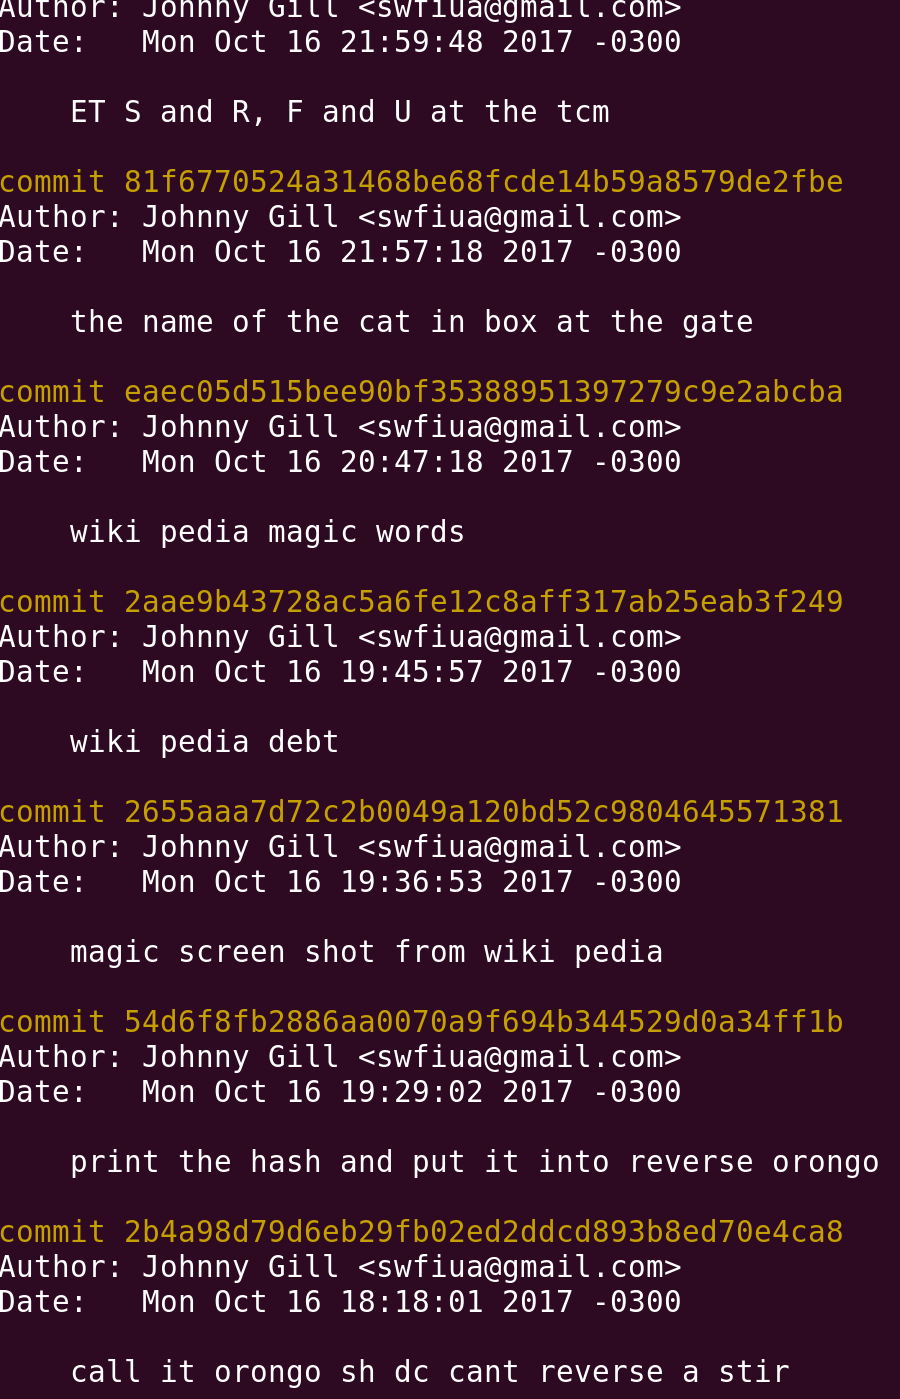 Author: Johnny Gill <swfiua@gmail.com>
Date:   Mon Oct 16 21:59:48 2017 -0300
ET S and R, F and U at the tcm
commit 81f6770524a31468be68fcde14b59a8579de2fbe
Author: Johnny Gill <swfiua@gmail.com>
Date:   Mon Oct 16 21:57:18 2017 -0300
the name of the cat in box at the gate
commit eaec05d515bee90bf35388951397279c9e2abcba
Author: Johnny Gill <swfiua@gmail.com>
Date:   Mon Oct 16 20:47:18 2017 -0300
wiki pedia magic words
commit 2aae9b43728ac5a6fe12c8aff317ab25eab3f249
Author: Johnny Gill <swfiua@gmail.com>
Date:   Mon Oct 16 19:45:57 2017 -0300
wiki pedia debt
commit 2655aaa7d72c2b0049a120bd52c9804645571381
Author: Johnny Gill <swfiua@gmail.com>
Date:   Mon Oct 16 19:36:53 2017 -0300
magic screen shot from wiki pedia
commit 54d6f8fb2886aa0070a9f694b344529d0a34ff1b
Author: Johnny Gill <swfiua@gmail.com>
Date:   Mon Oct 16 19:29:02 2017 -0300
print the hash and put it into reverse orongo
commit 2b4a98d79d6eb29fb02ed2ddcd893b8ed70e4ca8
Author: Johnny Gill <swfiua@gmail.com>
Date:   Mon Oct 16 18:18:01 2017 -0300
call it orongo sh dc cant reverse a stir